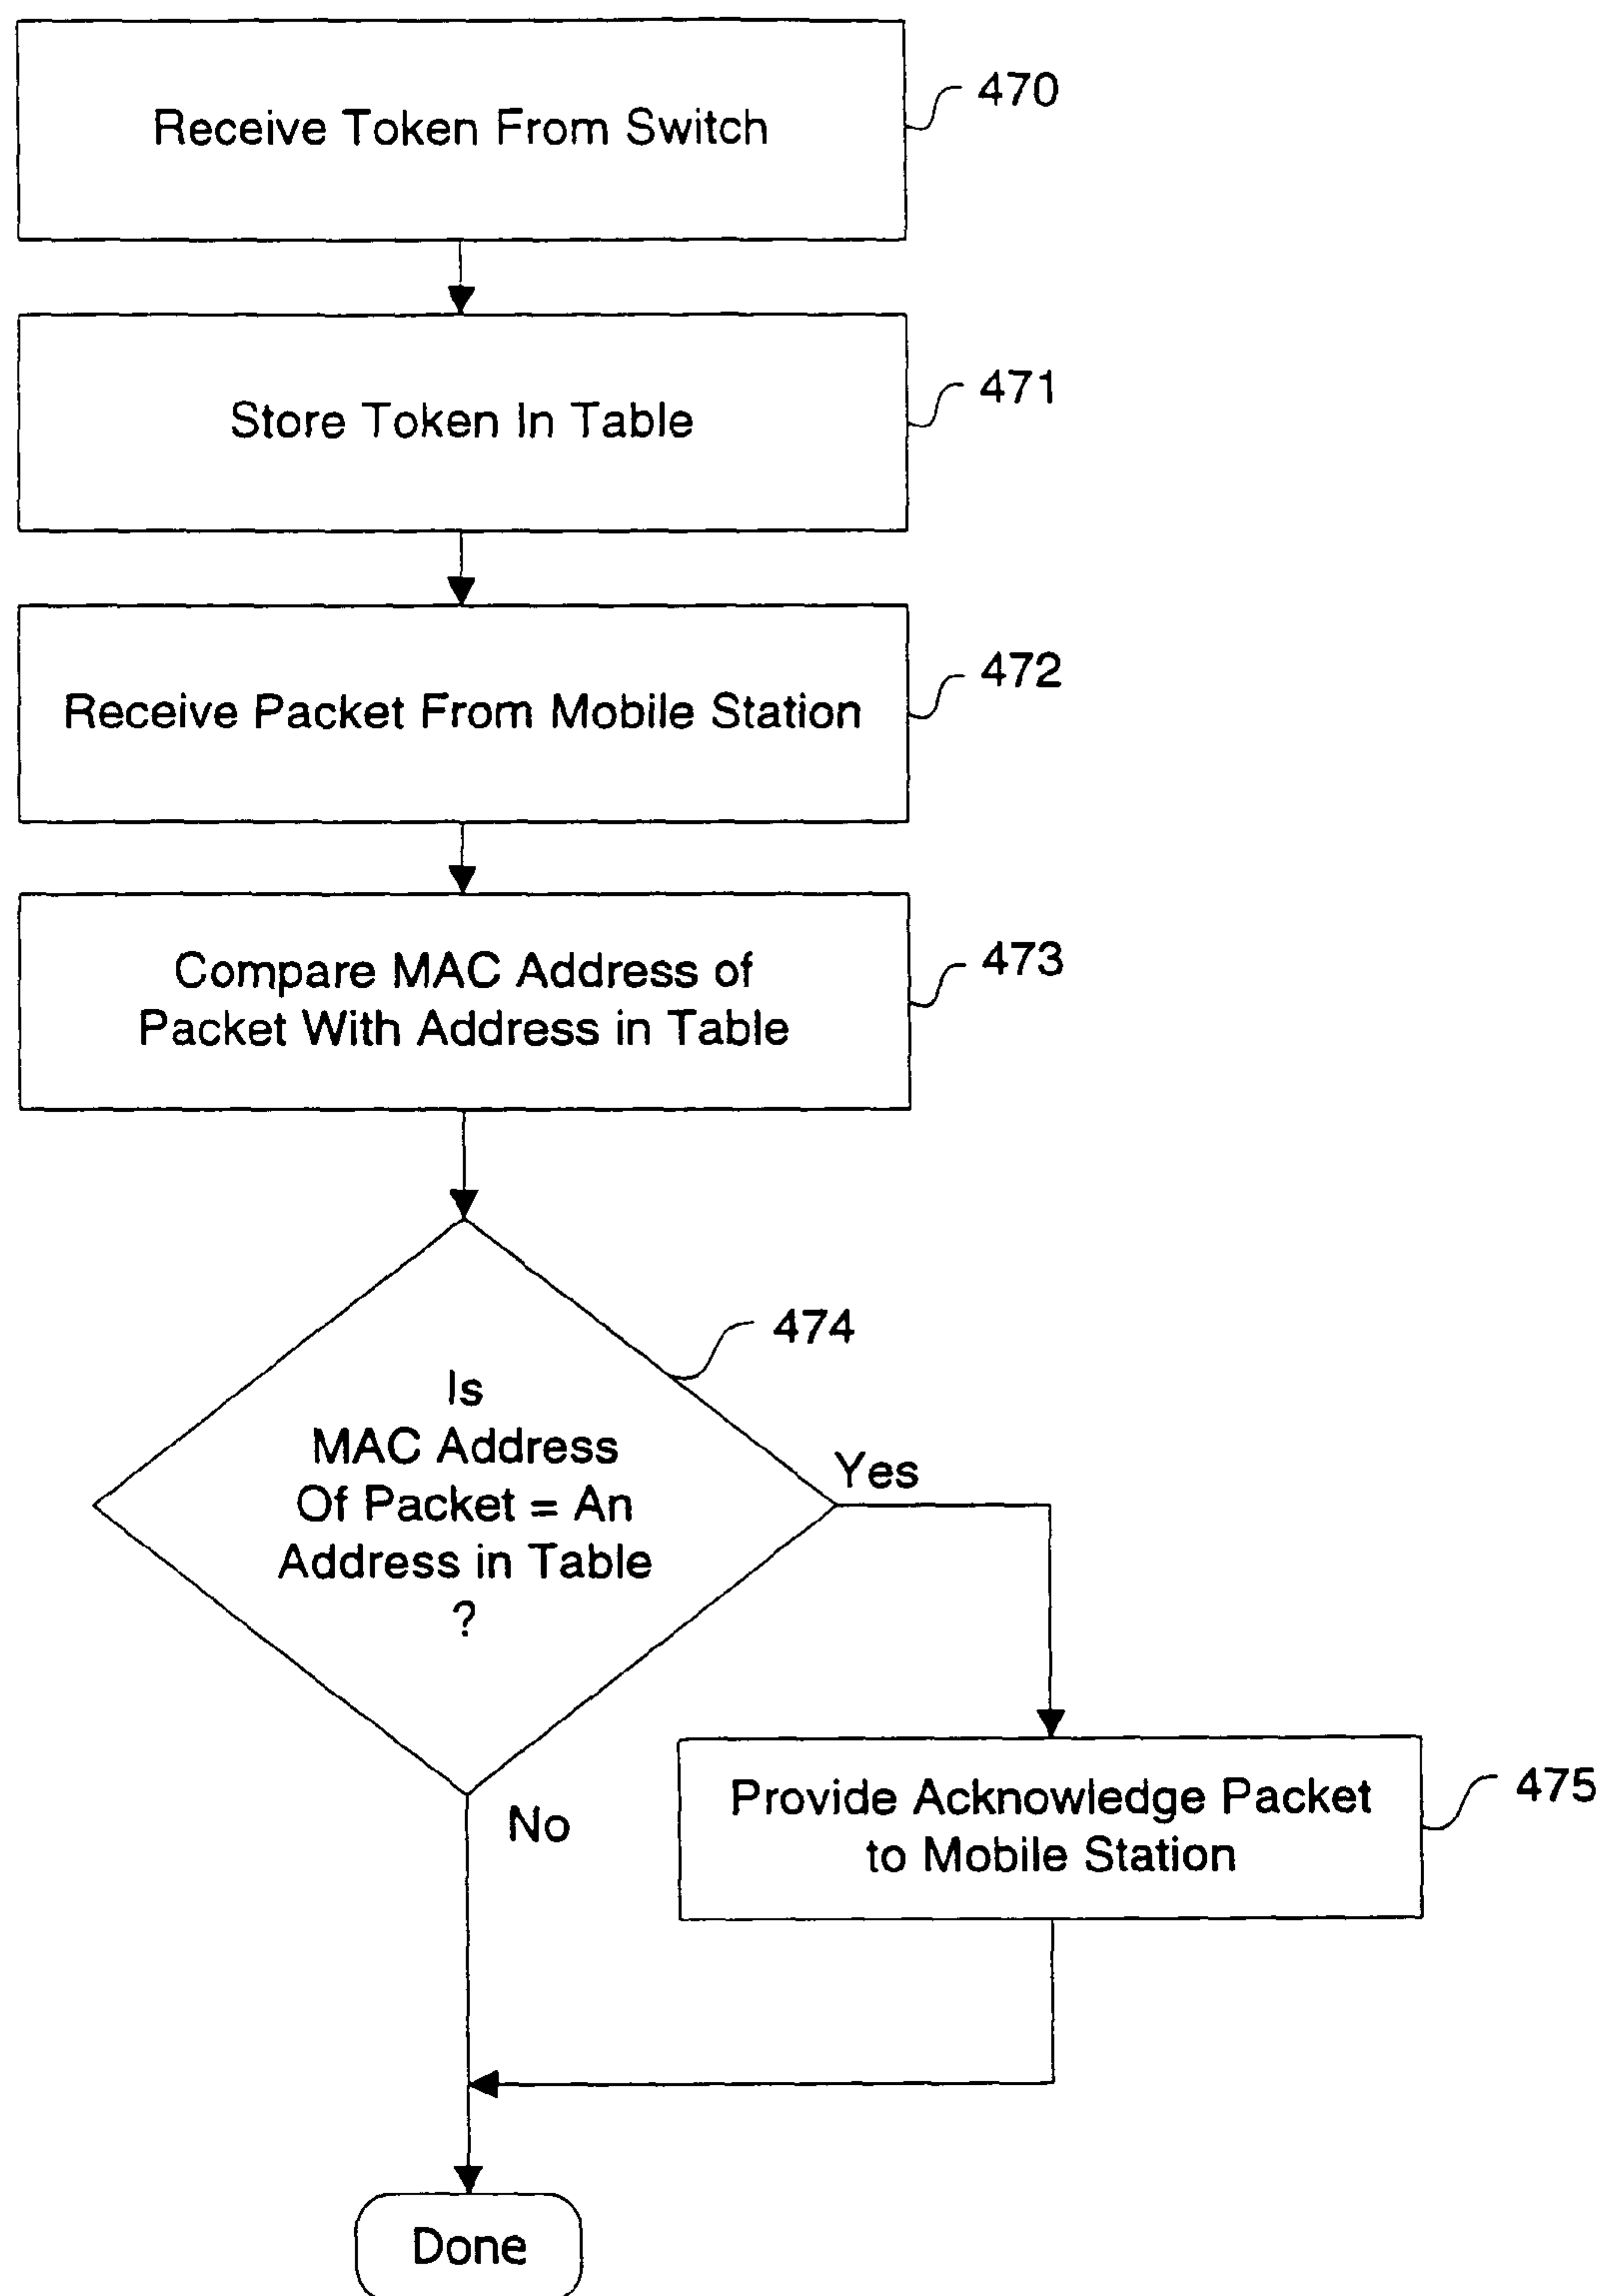 Receive Token From Switch
470
Store Token In Table
471
Receive Packet From Mobile Station
472
Compare MAC Address of
Packet With Address in Table
473
474
Is
MAC Address
Of Packet = An
Address in Table
?
Yes
No
Provide Acknowledge Packet
to Mobile Station
475
Done